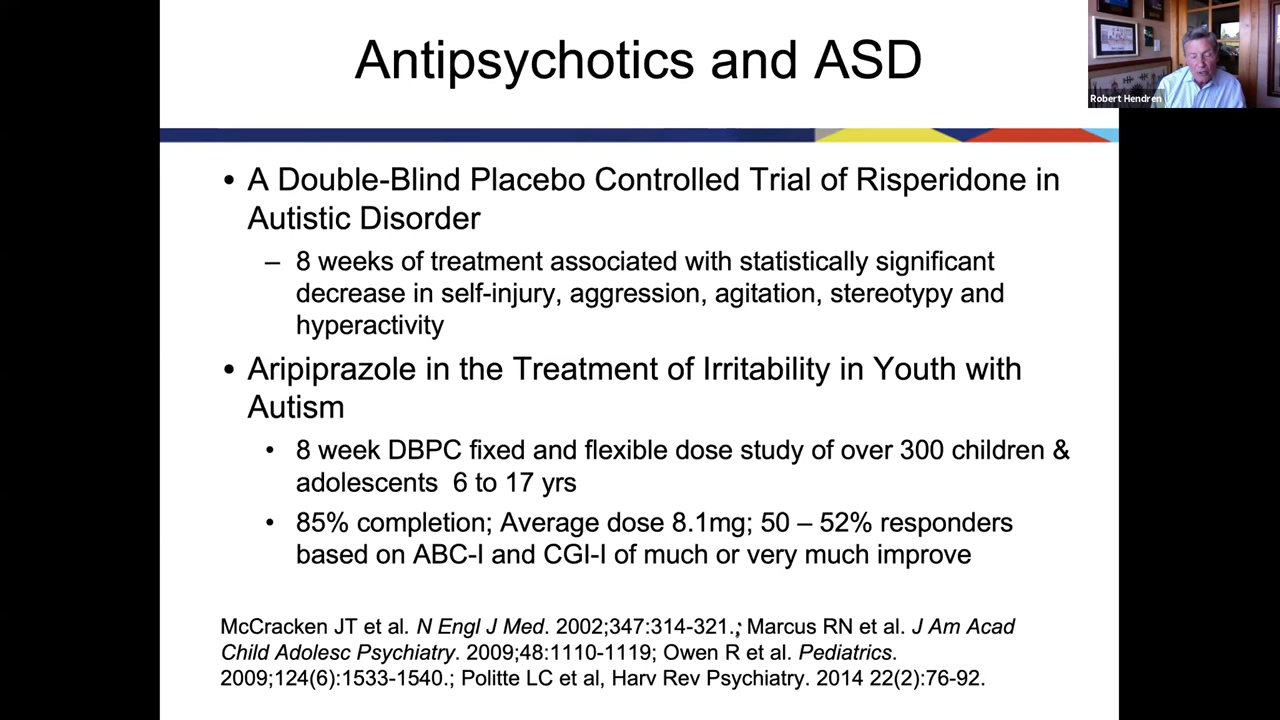 Antipsychotics and ASD
Robert Hendren
• A Double-Blind Placebo Controlled Trial of Risperidone in
Autistic Disorder
– 8 weeks of treatment associated with statistically significant
decrease in self-injury, aggression, agitation, stereotypy and
hyperactivity
• Aripiprazole in the Treatment of Irritability in Youth with
Autism
• 8 week DBPC fixed and flexible dose study of over 300 children &
adolescents 6 to 17 yrs
• 85% completion; Average dose 8.1mg; 50 – 52% responders
based on ABC-I and CGI-I of much or very much improve
McCracken JT et al. N Engl J Med. 2002;347:314-321.; Marcus RN et al. J Am Acad
Child Adolesc Psychiatry. 2009;48:1110-1119; Owen R et al. Pediatrics.
2009;124(6):1533-1540.; Politte LC et al, Harv Rev Psychiatry. 2014 22(2):76-92.